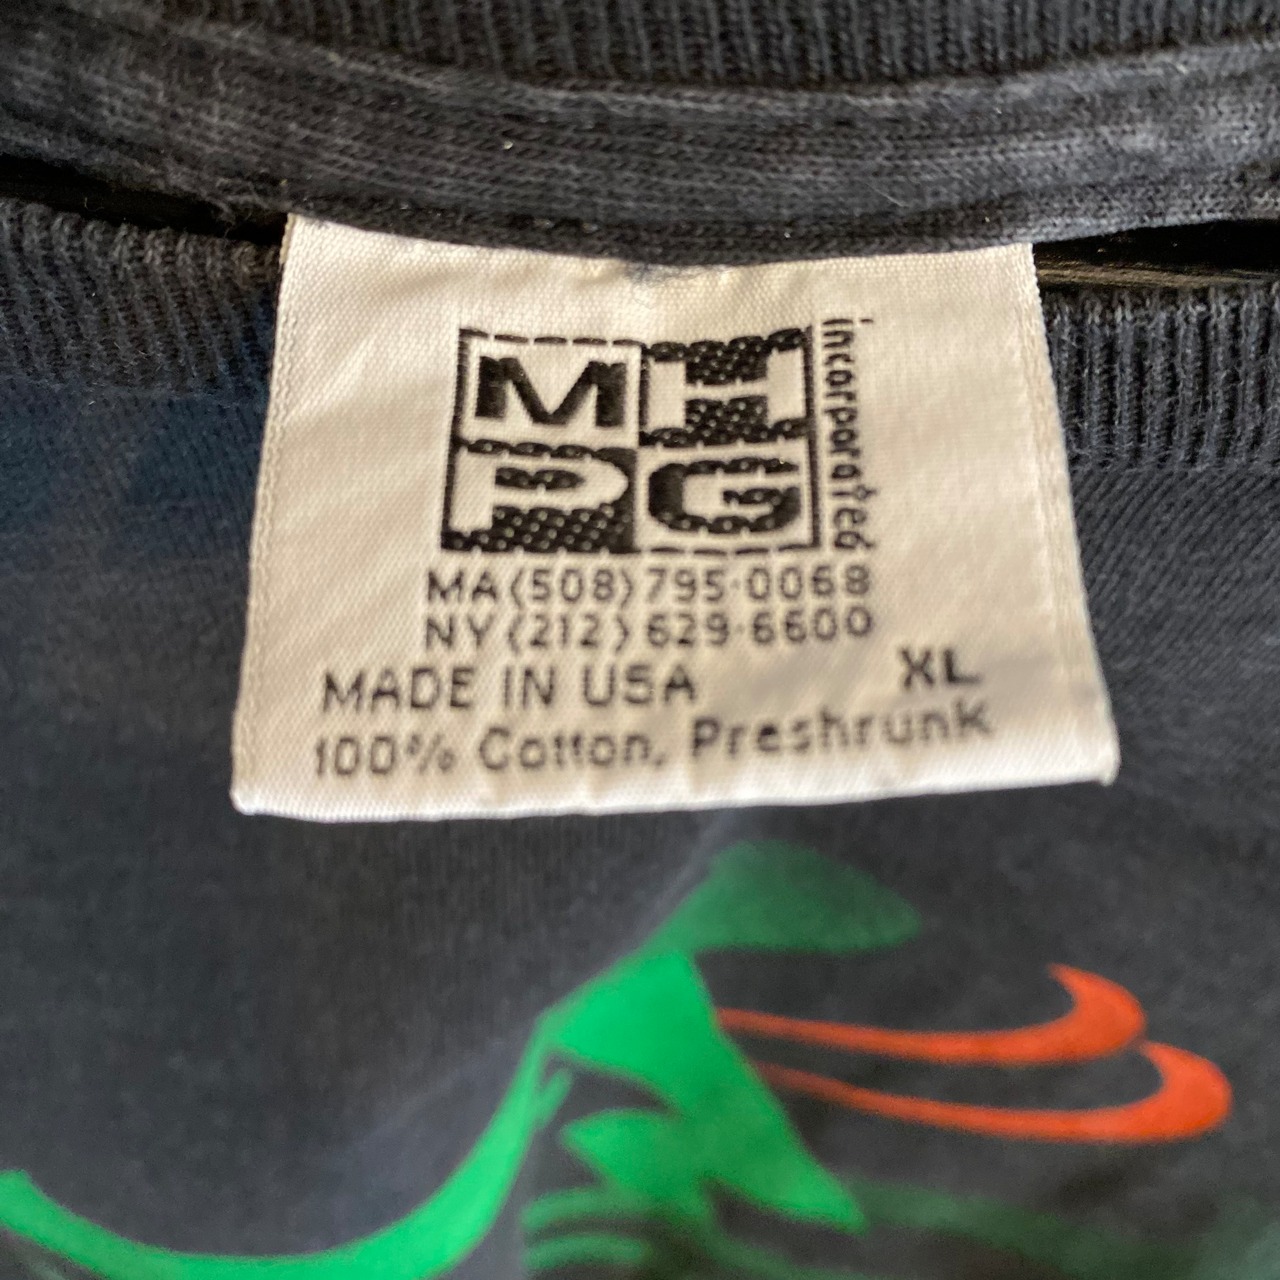 MH
PG
incorporated
MA (508) 795-0068
NY (212) 629-6600
XL
MADE IN USA
100% Cotton, Preshrunk